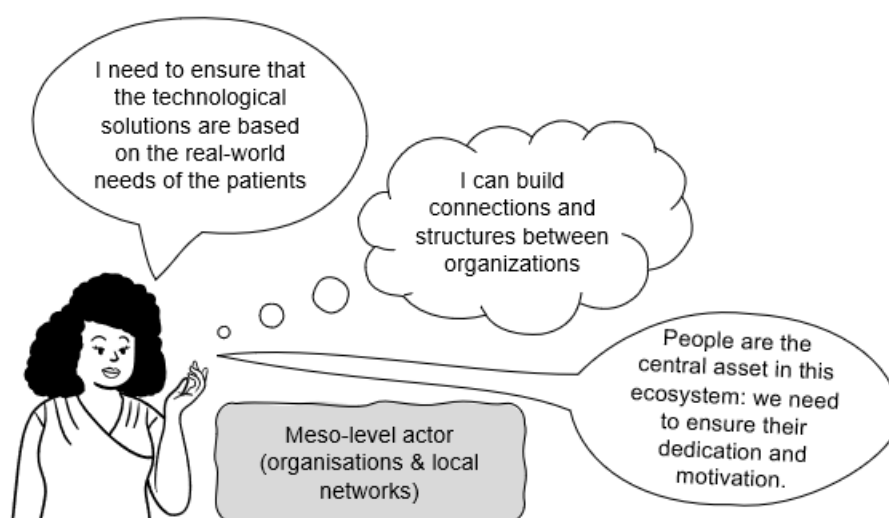 I need to ensure that
the technological
solutions are based
on the real-world
needs of the patients
I can build
connections and
structures between
organizations
People are the
central asset in this
ecosystem: we need
to ensure their
dedication and
motivation.
Meso-level actor
(organisations & local
networks)